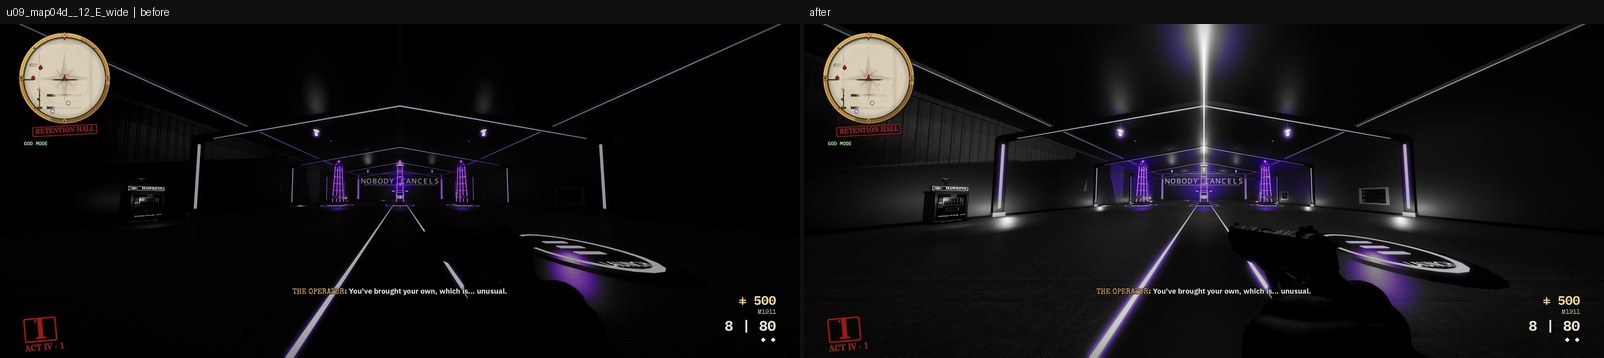 u09_map04d__12_E_wide | before
after
RETENTION HALL
GOD MODE
HAWKINS
NOBODY CANCELS
THE OPERATOR: You've brought your own, which is... unusual.
500
M1911
8 | 80
I
ACT IV - 1
RETENTION HALL
GOD MODE
NOBODY CANCELS
THE OPERATOR: You've brought your own, which is... unusual.
500
M1911
8 | 80
I
ACT IV - 1